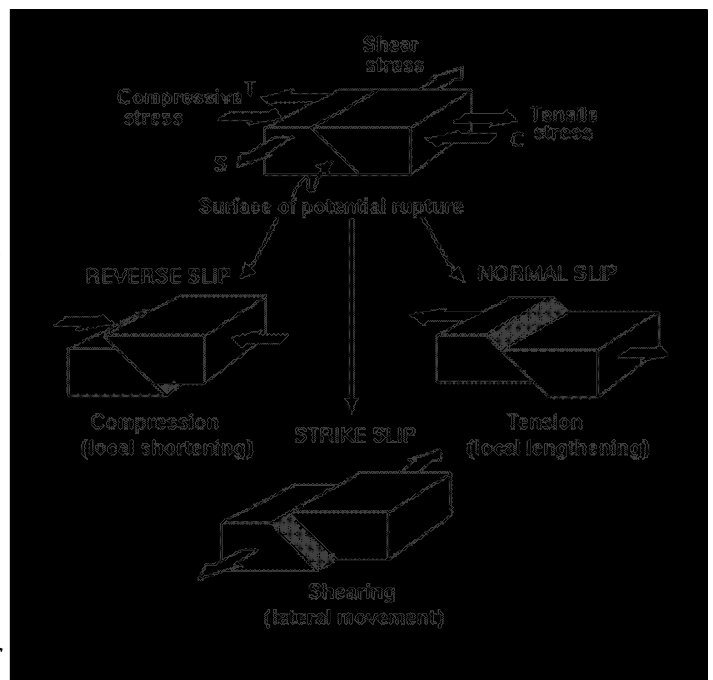 Shear
stress
T
Compressive
stress
Tensile
stress
C
S
Surface of potential rupture
REVERSE SLIP
NORMAL SLIP
Compression
(local shortening)
STRIKE SLIP
Tension
(local lengthening)
Shearing
(lateral movement)